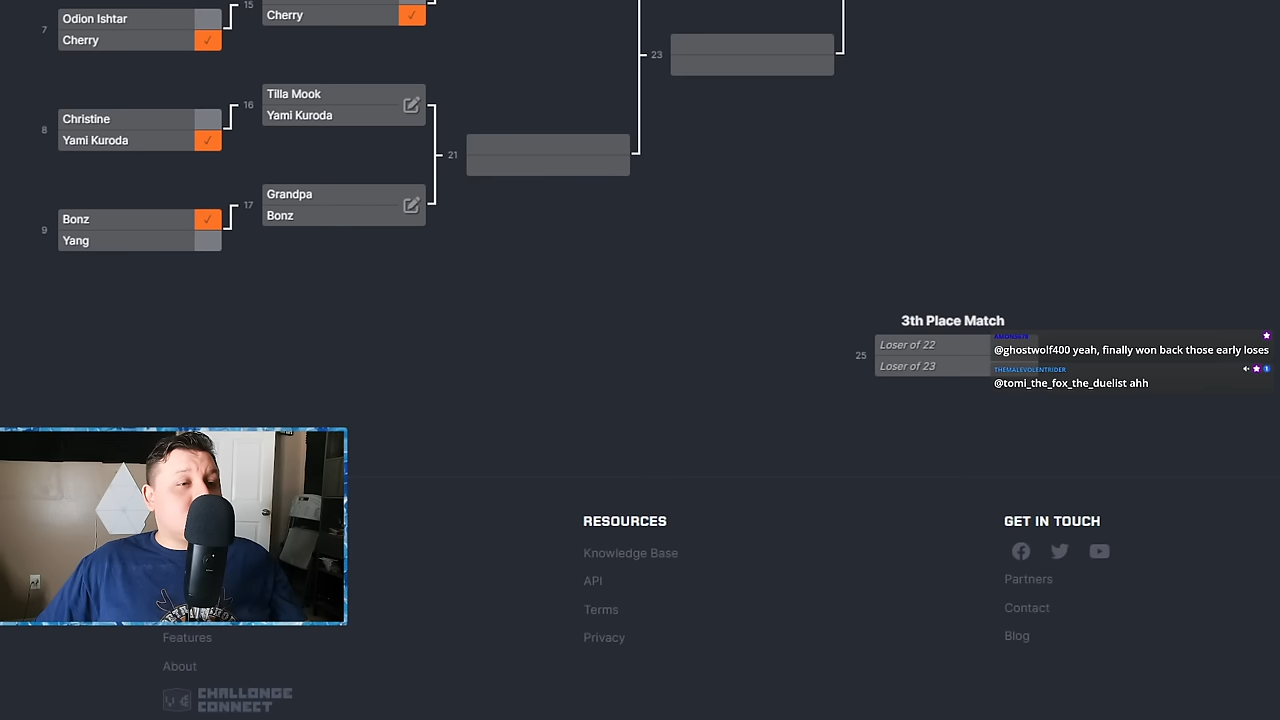 15
Odion Ishtar
7
Cherry
Cherry
23
Tilla Mook
16
Yami Kuroda
Christine
8
Yami Kuroda
21
Grandpa
17
Bonz
Bonz
9
Yang
3th Place Match
Loser of 22
25
Loser of 23
@ghostwolf400 yeah, finally won back those early loses
THEMALEVOLENTRIDER
1
@tomi_the_fox_the_duelist ahh
RESOURCES
Knowledge Base
API
Terms
Privacy
GET IN TOUCH
Partners
Contact
Blog
Features
About
CHALLONGE
CONNECT